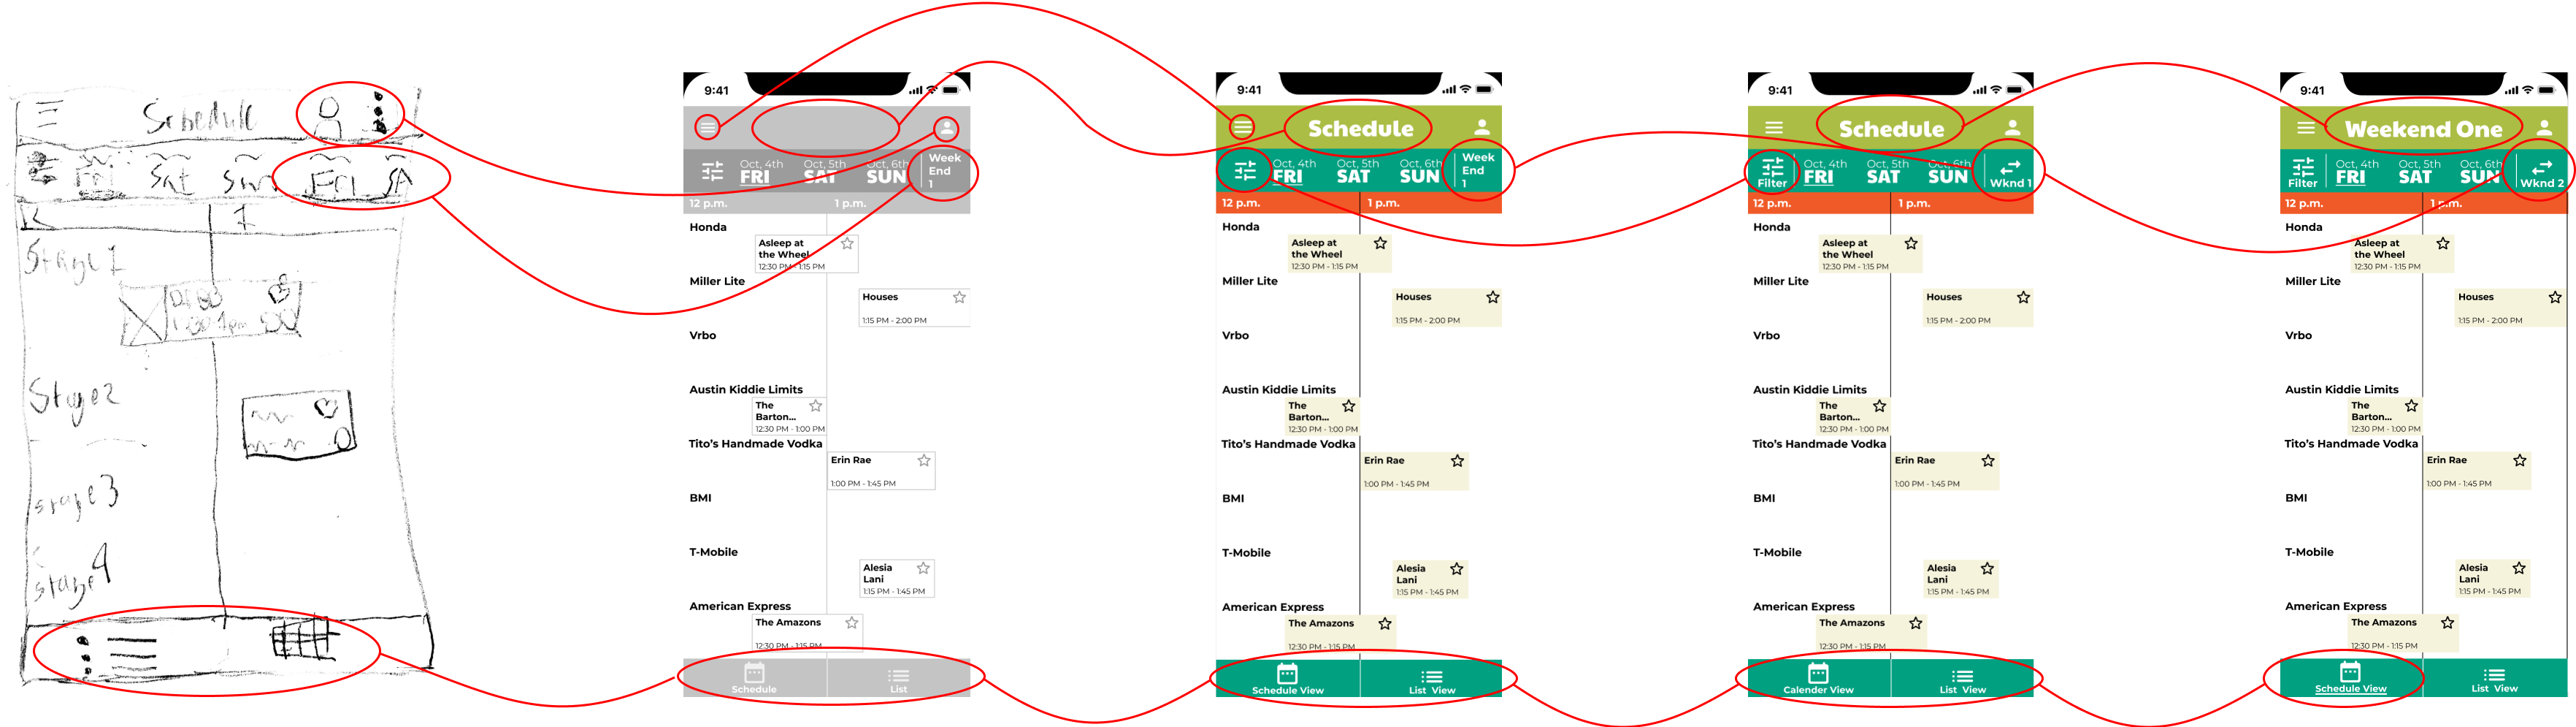 Schedule
Fri Sat Sun Fri SA
Stage 1
Stage 2
Stage 3
Stage 4
9:41
Oct, 4th Oct, 5th Oct, 6th
FRI SAT SUN
Week
End
1
12 p.m. 1 p.m.
Honda
Asleep at
the Wheel
12:30 PM - 1:15 PM
Miller Lite
Houses
1:15 PM - 2:00 PM
Vrbo
Austin Kiddie Limits
The
Barton...
12:30 PM - 1:00 PM
Tito's Handmade Vodka
Erin Rae
1:00 PM - 1:45 PM
BMI
T-Mobile
Alesia
Lani
1:15 PM - 1:45 PM
American Express
The Amazons
12:30 PM - 1:15 PM
Schedule List
9:41
Schedule
Oct, 4th Oct, 5th Oct, 6th
FRI SAT SUN
Week
End
1
12 p.m. 1 p.m.
Honda
Asleep at
the Wheel
12:30 PM - 1:15 PM
Miller Lite
Houses
1:15 PM - 2:00 PM
Vrbo
Austin Kiddie Limits
The
Barton...
12:30 PM - 1:00 PM
Tito's Handmade Vodka
Erin Rae
1:00 PM - 1:45 PM
BMI
T-Mobile
Alesia
Lani
1:15 PM - 1:45 PM
American Express
The Amazons
12:30 PM - 1:15 PM
Schedule View List View
9:41
Schedule
Oct, 4th Oct, 5th Oct, 6th
FRI SAT SUN
Filter Wknd 1
12 p.m. 1 p.m.
Honda
Asleep at
the Wheel
12:30 PM - 1:15 PM
Miller Lite
Houses
1:15 PM - 2:00 PM
Vrbo
Austin Kiddie Limits
The
Barton...
12:30 PM - 1:00 PM
Tito's Handmade Vodka
Erin Rae
1:00 PM - 1:45 PM
BMI
T-Mobile
Alesia
Lani
1:15 PM - 1:45 PM
American Express
The Amazons
12:30 PM - 1:15 PM
Calender View List View
9:41
Weekend One
Oct, 4th Oct, 5th Oct, 6th
FRI SAT SUN
Filter Wknd 2
12 p.m. 1 p.m.
Honda
Asleep at
the Wheel
12:30 PM - 1:15 PM
Miller Lite
Houses
1:15 PM - 2:00 PM
Vrbo
Austin Kiddie Limits
The
Barton...
12:30 PM - 1:00 PM
Tito's Handmade Vodka
Erin Rae
1:00 PM - 1:45 PM
BMI
T-Mobile
Alesia
Lani
1:15 PM - 1:45 PM
American Express
The Amazons
12:30 PM - 1:15 PM
Schedule View List View